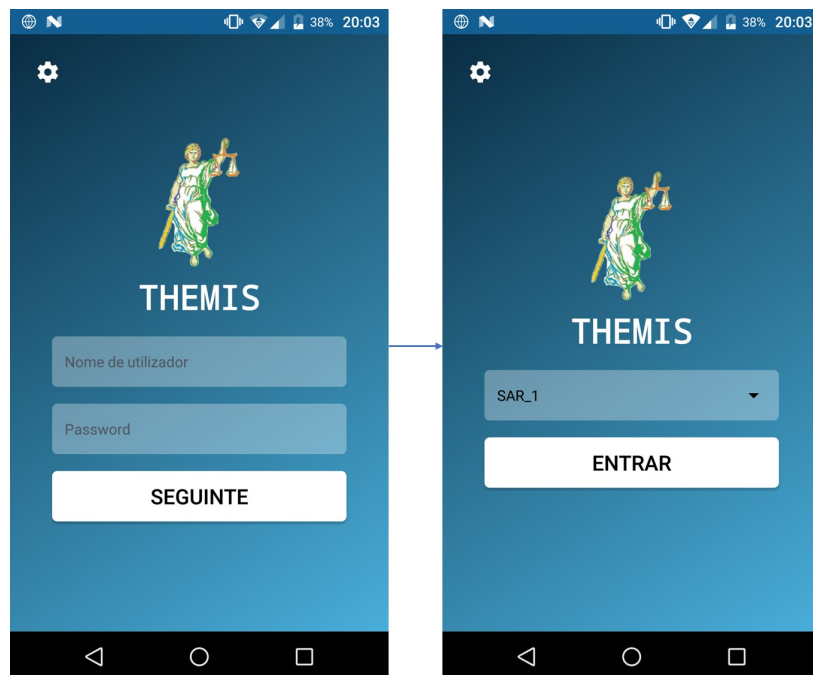 38% 20:03
THEMIS
Nome de utilizador
Password
SEGUINTE
38% 20:03
THEMIS
SAR_1
ENTRAR